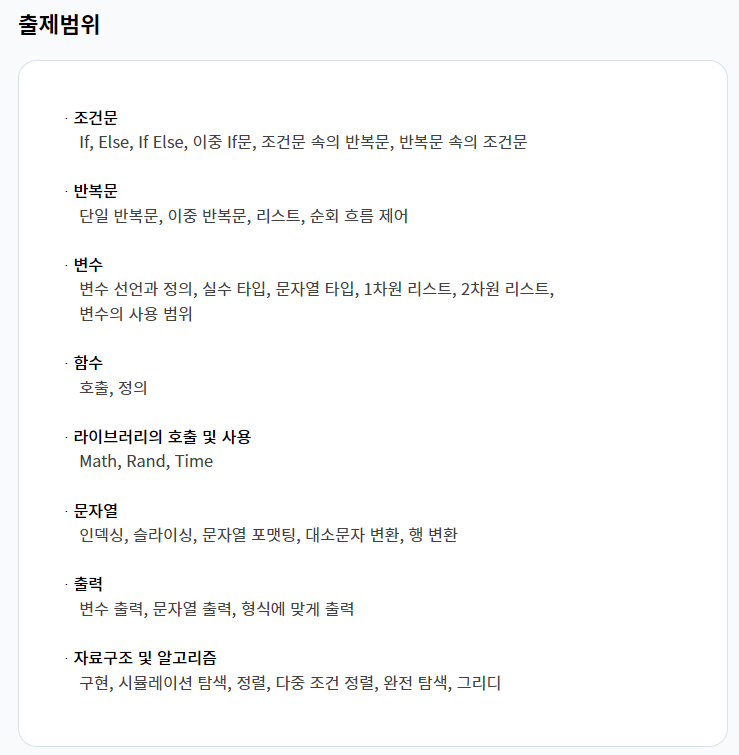 출제범위
· 조건문
If, Else, If Else, 이중 If문, 조건문 속의 반복문, 반복문 속의 조건문
· 반복문
단일 반복문, 이중 반복문, 리스트, 순회 흐름 제어
· 변수
변수 선언과 정의, 실수 타입, 문자열 타입, 1차원 리스트, 2차원 리스트,
변수의 사용 범위
· 함수
호출, 정의
· 라이브러리의 호출 및 사용
Math, Rand, Time
· 문자열
인덱싱, 슬라이싱, 문자열 포맷팅, 대소문자 변환, 행 변환
· 출력
변수 출력, 문자열 출력, 형식에 맞게 출력
· 자료구조 및 알고리즘
구현, 시뮬레이션 탐색, 정렬, 다중 조건 정렬, 완전 탐색, 그리디